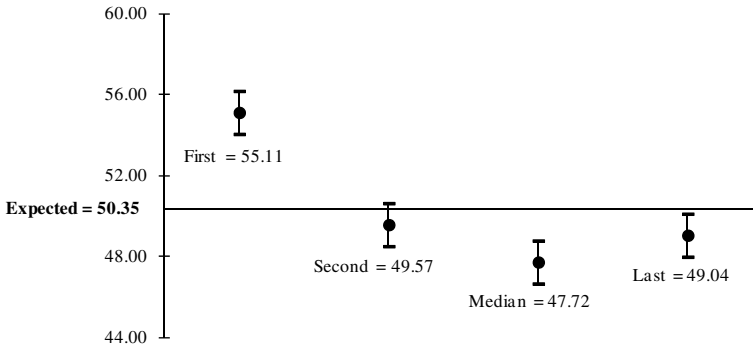 60.00
56.00
First = 55.11
52.00
Expected = 50.35
48.00
Second = 49.57
Last = 49.04
Median = 47.72
44.00